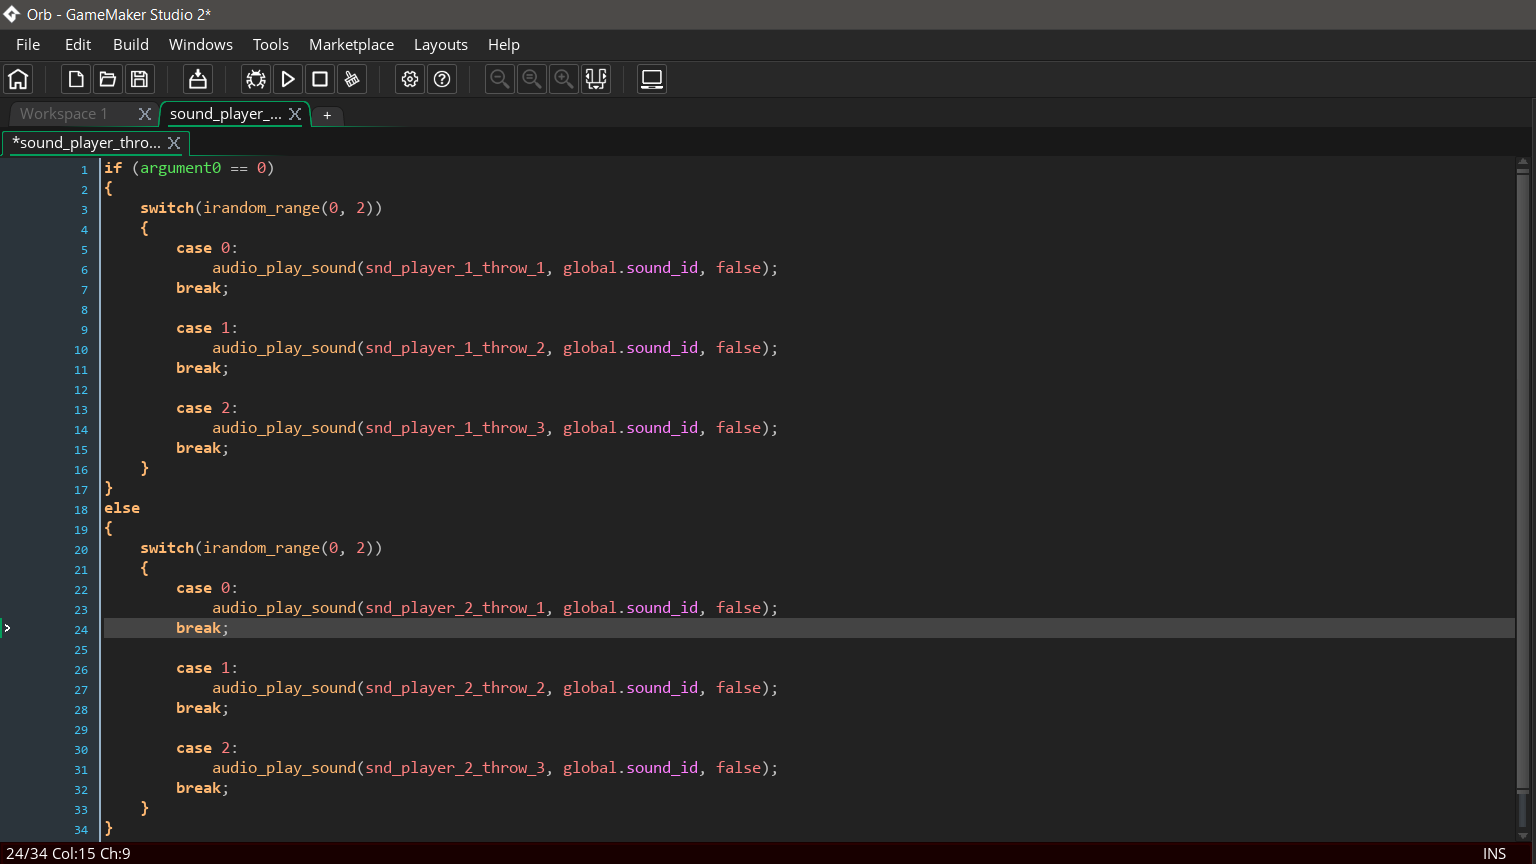 Orb - GameMaker Studio 2*
File Edit Build Windows Tools Marketplace Layouts Help
Workspace 1 X sound_player_... X +
*sound_player_thro... X
1 if (argument0 == 0)
2 {
3     switch(irandom_range(0, 2))
4     {
5         case 0:
6             audio_play_sound(snd_player_1_throw_1, global.sound_id, false);
7         break;
8
9         case 1:
10             audio_play_sound(snd_player_1_throw_2, global.sound_id, false);
11         break;
12
13         case 2:
14             audio_play_sound(snd_player_1_throw_3, global.sound_id, false);
15         break;
16     }
17 }
18 else
19 {
20     switch(irandom_range(0, 2))
21     {
22         case 0:
23             audio_play_sound(snd_player_2_throw_1, global.sound_id, false);
> 24         break;
25
26         case 1:
27             audio_play_sound(snd_player_2_throw_2, global.sound_id, false);
28         break;
29
30         case 2:
31             audio_play_sound(snd_player_2_throw_3, global.sound_id, false);
32         break;
33     }
34 }
24/34 Col:15 Ch:9 INS